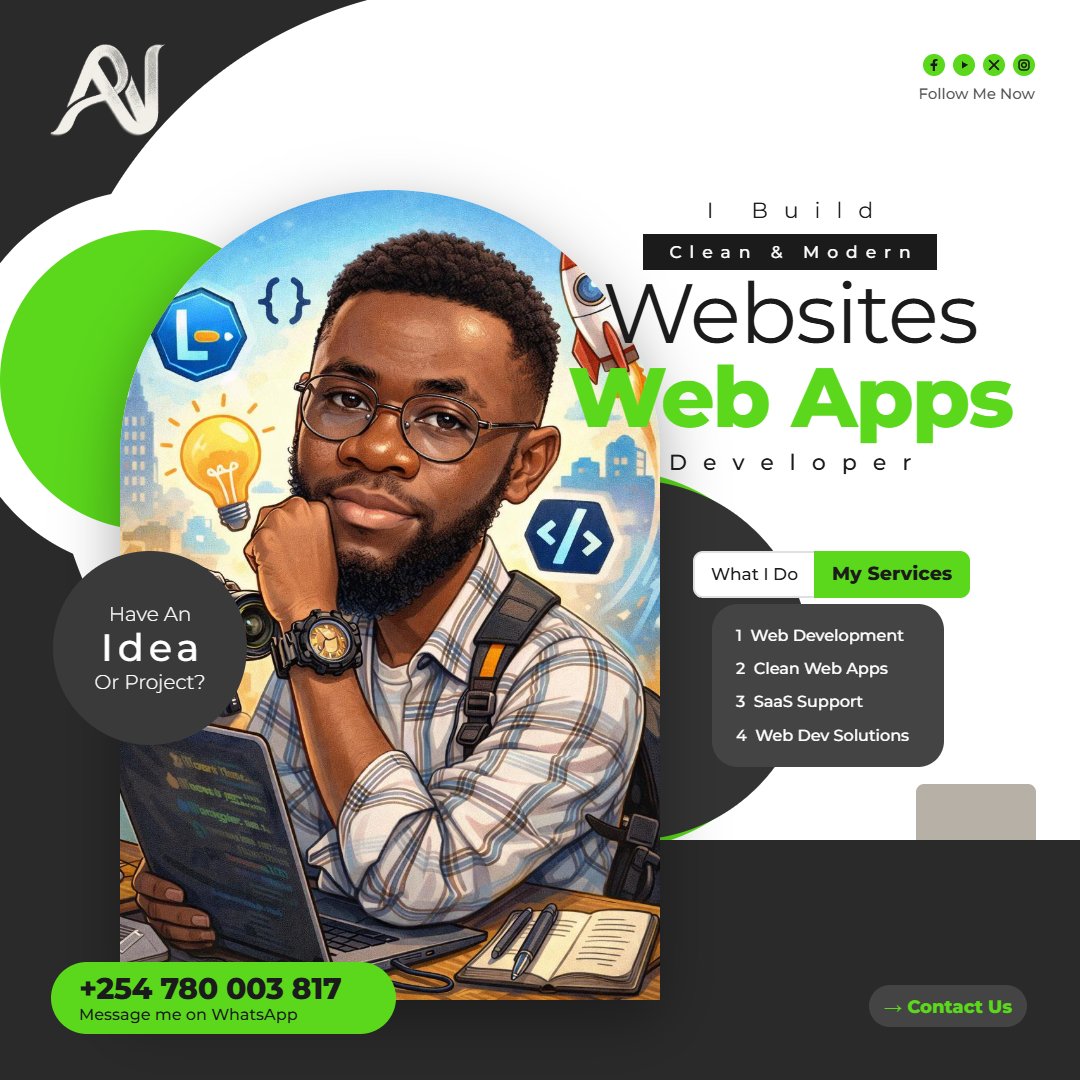 Follow Me Now
I Build
Clean & Modern
Websites
Web Apps
Developer
What I Do
My Services
1 Web Development
2 Clean Web Apps
3 SaaS Support
4 Web Dev Solutions
Have An
Idea
Or Project?
+254 780 003 817
Message me on WhatsApp
→ Contact Us